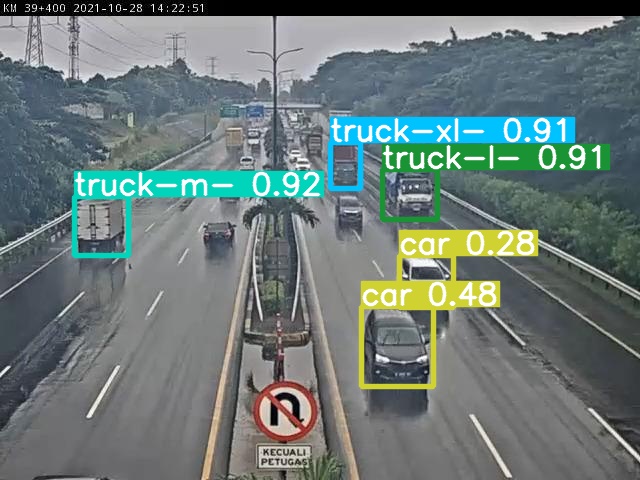 KM 39+400 2021-10-28 14:22:51
truck-xl- 0.91
truck-l- 0.91
truck-m- 0.92
car 0.28
car 0.48
KECUALI
PETUGAS